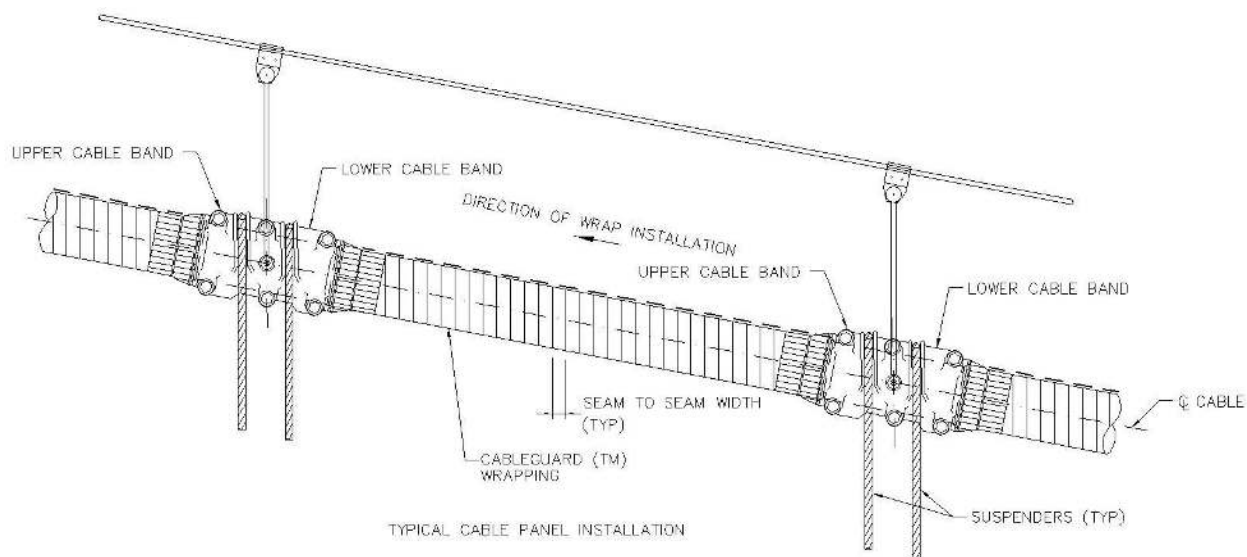 UPPER CABLE BAND
LOWER CABLE BAND
DIRECTION OF WRAP INSTALLATION
UPPER CABLE BAND
LOWER CABLE BAND
SEAM TO SEAM WIDTH
(TYP)
℄ CABLE
CABLEGUARD (TM)
WRAPPING
SUSPENDERS (TYP)
TYPICAL CABLE PANEL INSTALLATION